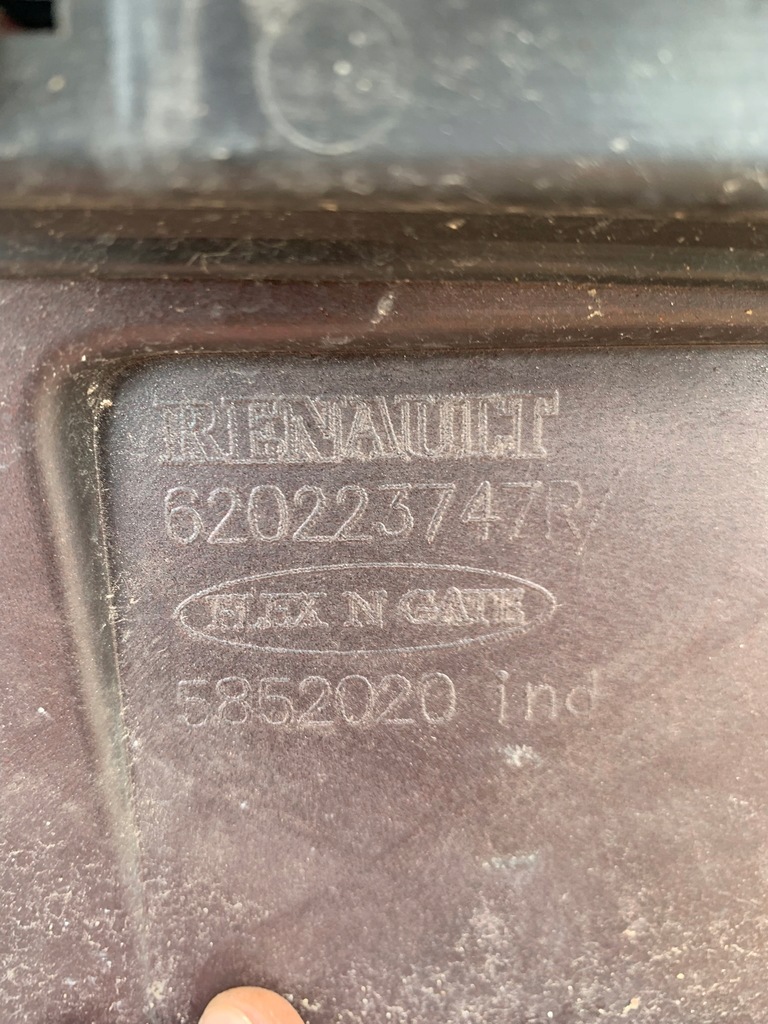 RENAULT
620223747R
FLEX N GATE
5852020 ind